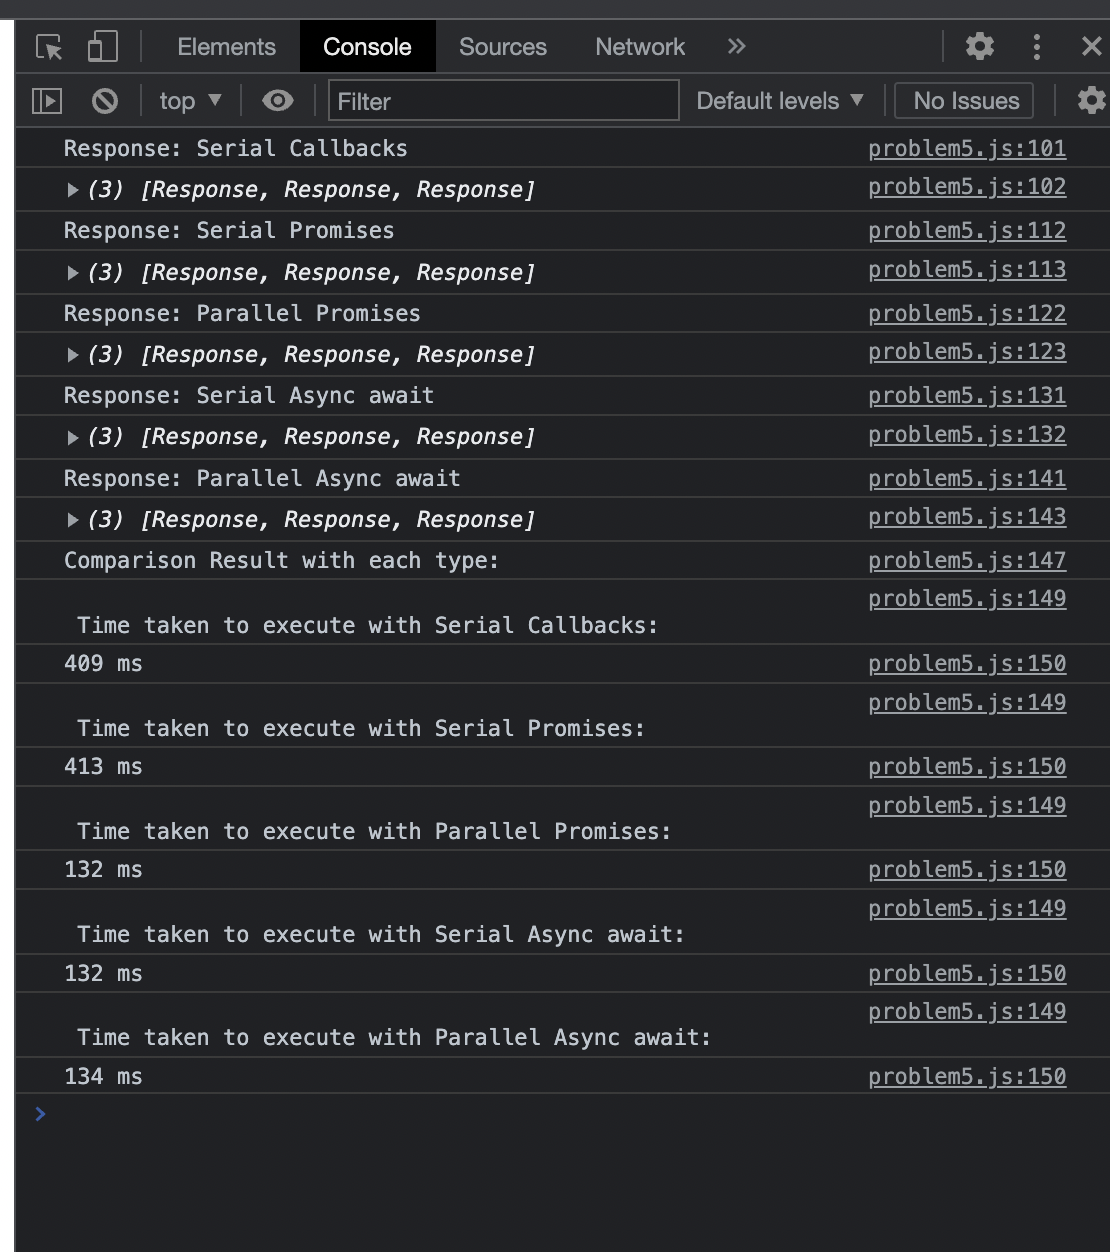 Elements Console Sources Network »
top ▼ Filter Default levels ▼ No Issues
Response: Serial Callbacks problem5.js:101
▶ (3) [Response, Response, Response] problem5.js:102
Response: Serial Promises problem5.js:112
▶ (3) [Response, Response, Response] problem5.js:113
Response: Parallel Promises problem5.js:122
▶ (3) [Response, Response, Response] problem5.js:123
Response: Serial Async await problem5.js:131
▶ (3) [Response, Response, Response] problem5.js:132
Response: Parallel Async await problem5.js:141
▶ (3) [Response, Response, Response] problem5.js:143
Comparison Result with each type: problem5.js:147
problem5.js:149
Time taken to execute with Serial Callbacks:
409 ms problem5.js:150
problem5.js:149
Time taken to execute with Serial Promises:
413 ms problem5.js:150
problem5.js:149
Time taken to execute with Parallel Promises:
132 ms problem5.js:150
problem5.js:149
Time taken to execute with Serial Async await:
132 ms problem5.js:150
problem5.js:149
Time taken to execute with Parallel Async await:
134 ms problem5.js:150
>